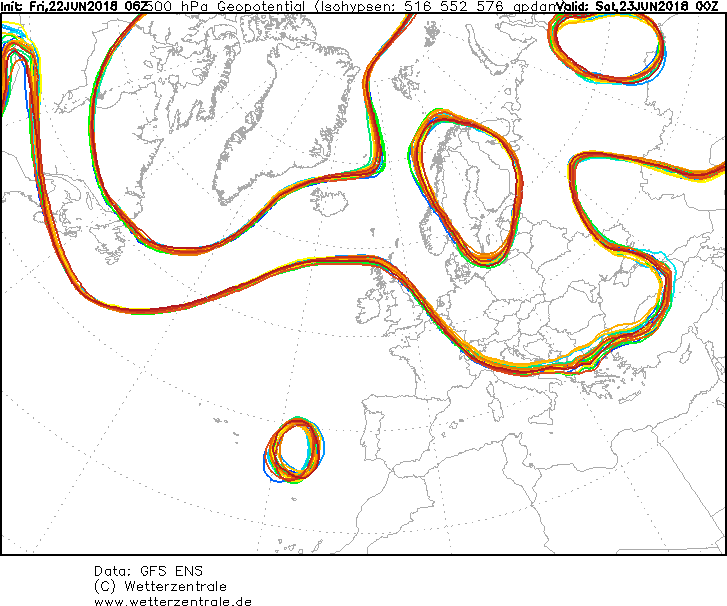 Init: Fri,22JUN2018 06Z 500 hPa Geopotential (Isohypsen: 516 552 576 gpdam Valid: Sat,23JUN2018 00Z
Data: GFS ENS
(C) Wetterzentrale
www.wetterzentrale.de